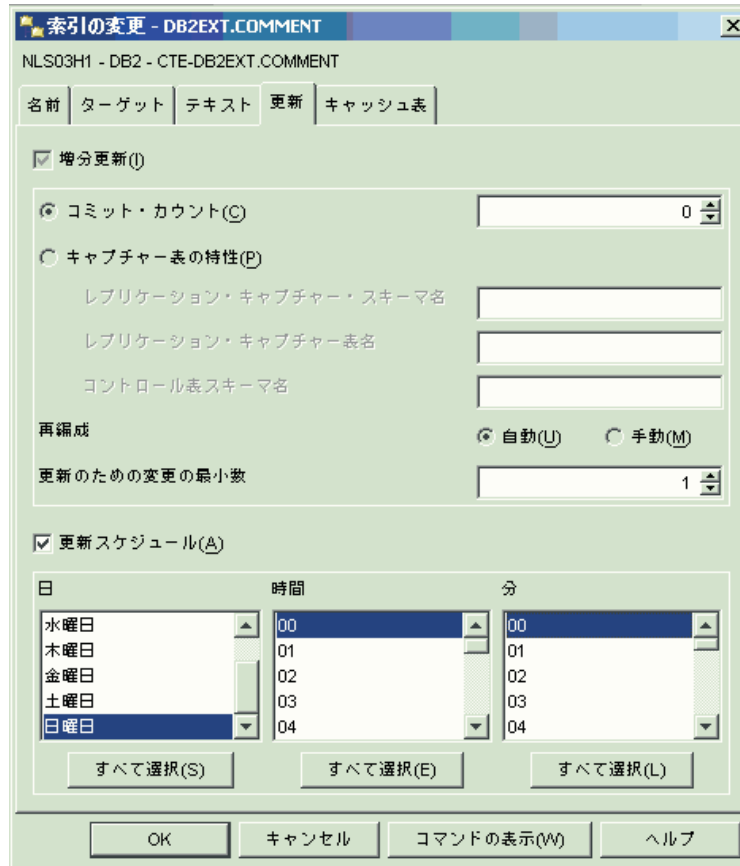 索引の変更 - DB2EXT.COMMENT
NLS03H1 - DB2 - CTE-DB2EXT.COMMENT
名前 ターゲット テキスト 更新 キャッシュ表
増分更新(I)
コミット・カウント(C) 0
キャプチャー表の特性(P)
レプリケーション・キャプチャー・スキーマ名
レプリケーション・キャプチャー表名
コントロール表スキーマ名
再編成 自動(U) 手動(M)
更新のための変更の最小数 1
更新スケジュール(A)
日 時間 分
水曜日 00 00
木曜日 01 01
金曜日 02 02
土曜日 03 03
日曜日 04 04
すべて選択(S) すべて選択(E) すべて選択(L)
OK キャンセル コマンドの表示(W) ヘルプ